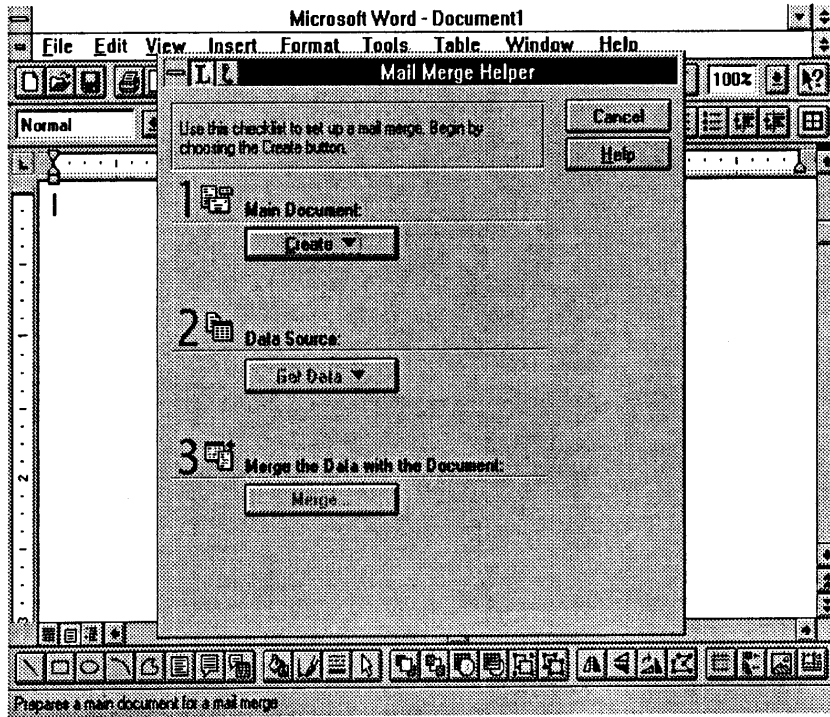 Microsoft Word - Document1
File Edit View Insert Format Tools Table Window Help
Mail Merge Helper
100%
Normal
Use this checklist to set up a mail merge. Begin by
choosing the Create button.
Cancel
Help
1 Main Document:
Create
2 Data Source:
Get Data
3 Merge the Data with the Document:
Merge...
2
Prepares a main document for a mail merge